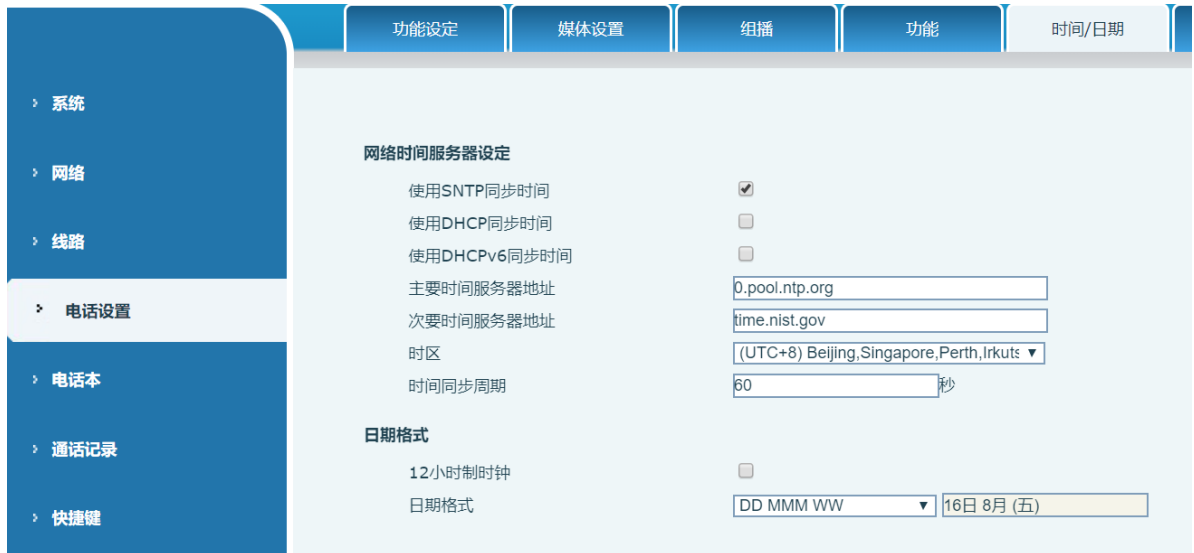 功能设定 媒体设置 组播 功能 时间/日期
系统
网络
线路
电话设置
电话本
通话记录
快捷键
网络时间服务器设定
使用SNTP同步时间
使用DHCP同步时间
使用DHCPv6同步时间
主要时间服务器地址 0.pool.ntp.org
次要时间服务器地址 time.nist.gov
时区 (UTC+8) Beijing,Singapore,Perth,Irkuts
时间同步周期 60 秒
日期格式
12小时制时钟
日期格式 DD MMM WW 16日 8月 (五)